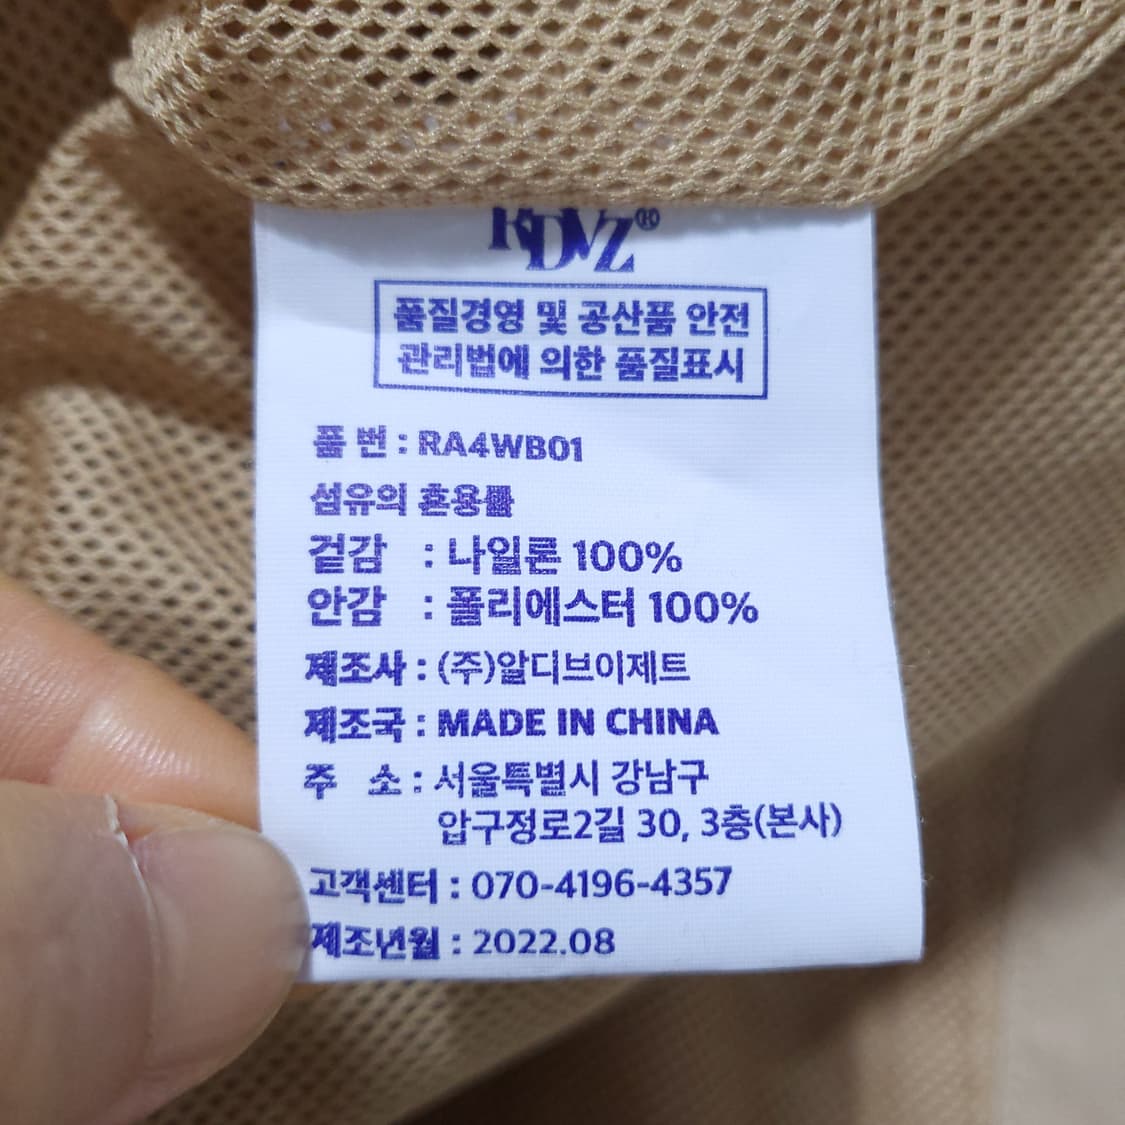 RDVZ®
품질경영 및 공산품 안전
관리법에 의한 품질표시
품 번 : RA4WB01
섬유의 혼용률
겉감 : 나일론 100%
안감 : 폴리에스터 100%
제조사 : (주)알디브이제트
제조국 : MADE IN CHINA
주 소 : 서울특별시 강남구
압구정로2길 30, 3층(본사)
고객센터 : 070-4196-4357
제조년월 : 2022.08